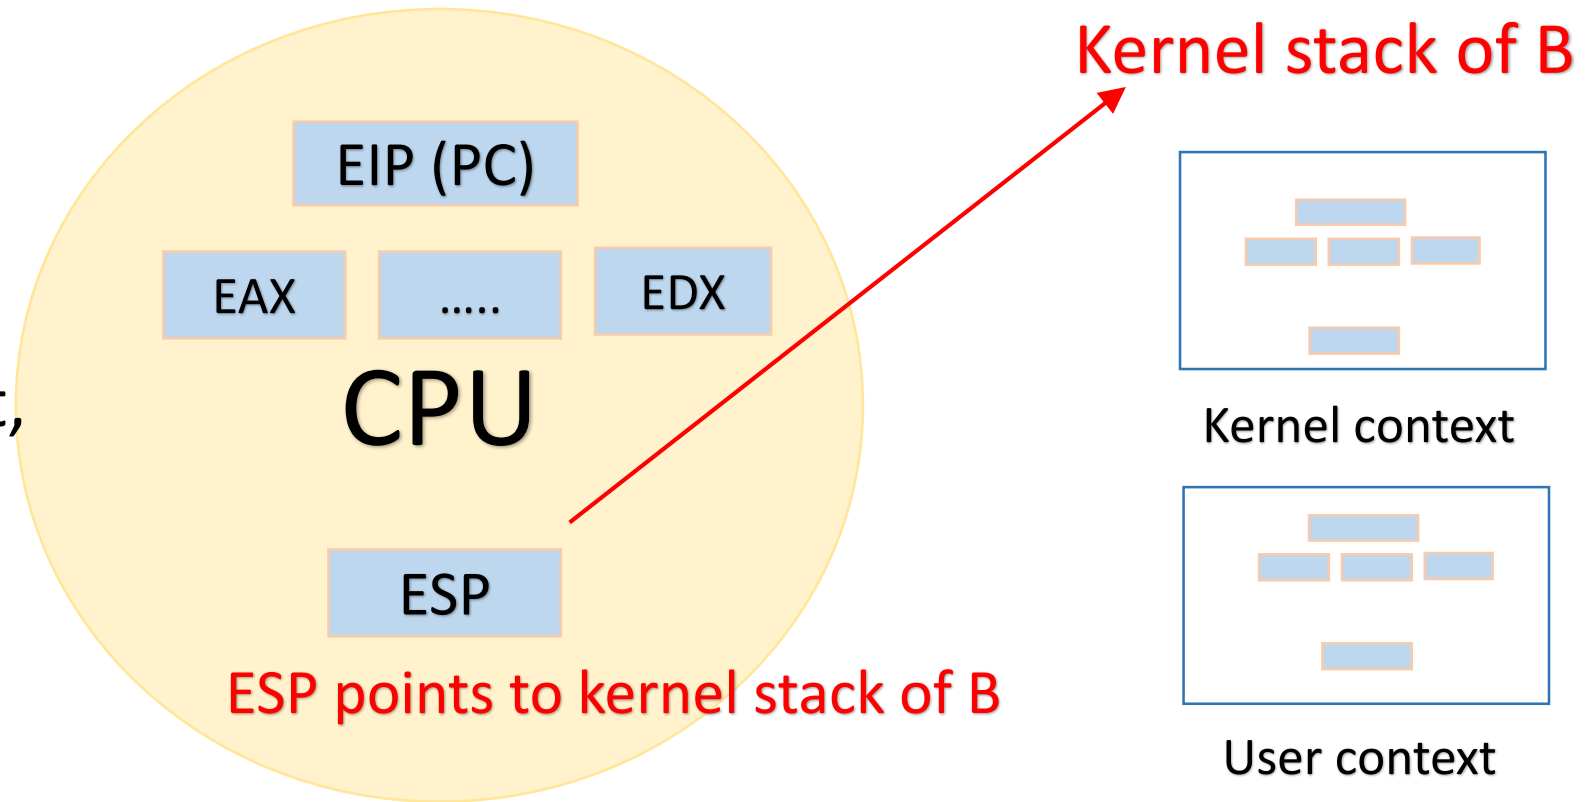 Kernel stack of B
EIP (PC)
EAX
.....
EDX
CPU
t,
Kernel context
ESP
ESP points to kernel stack of B
User context